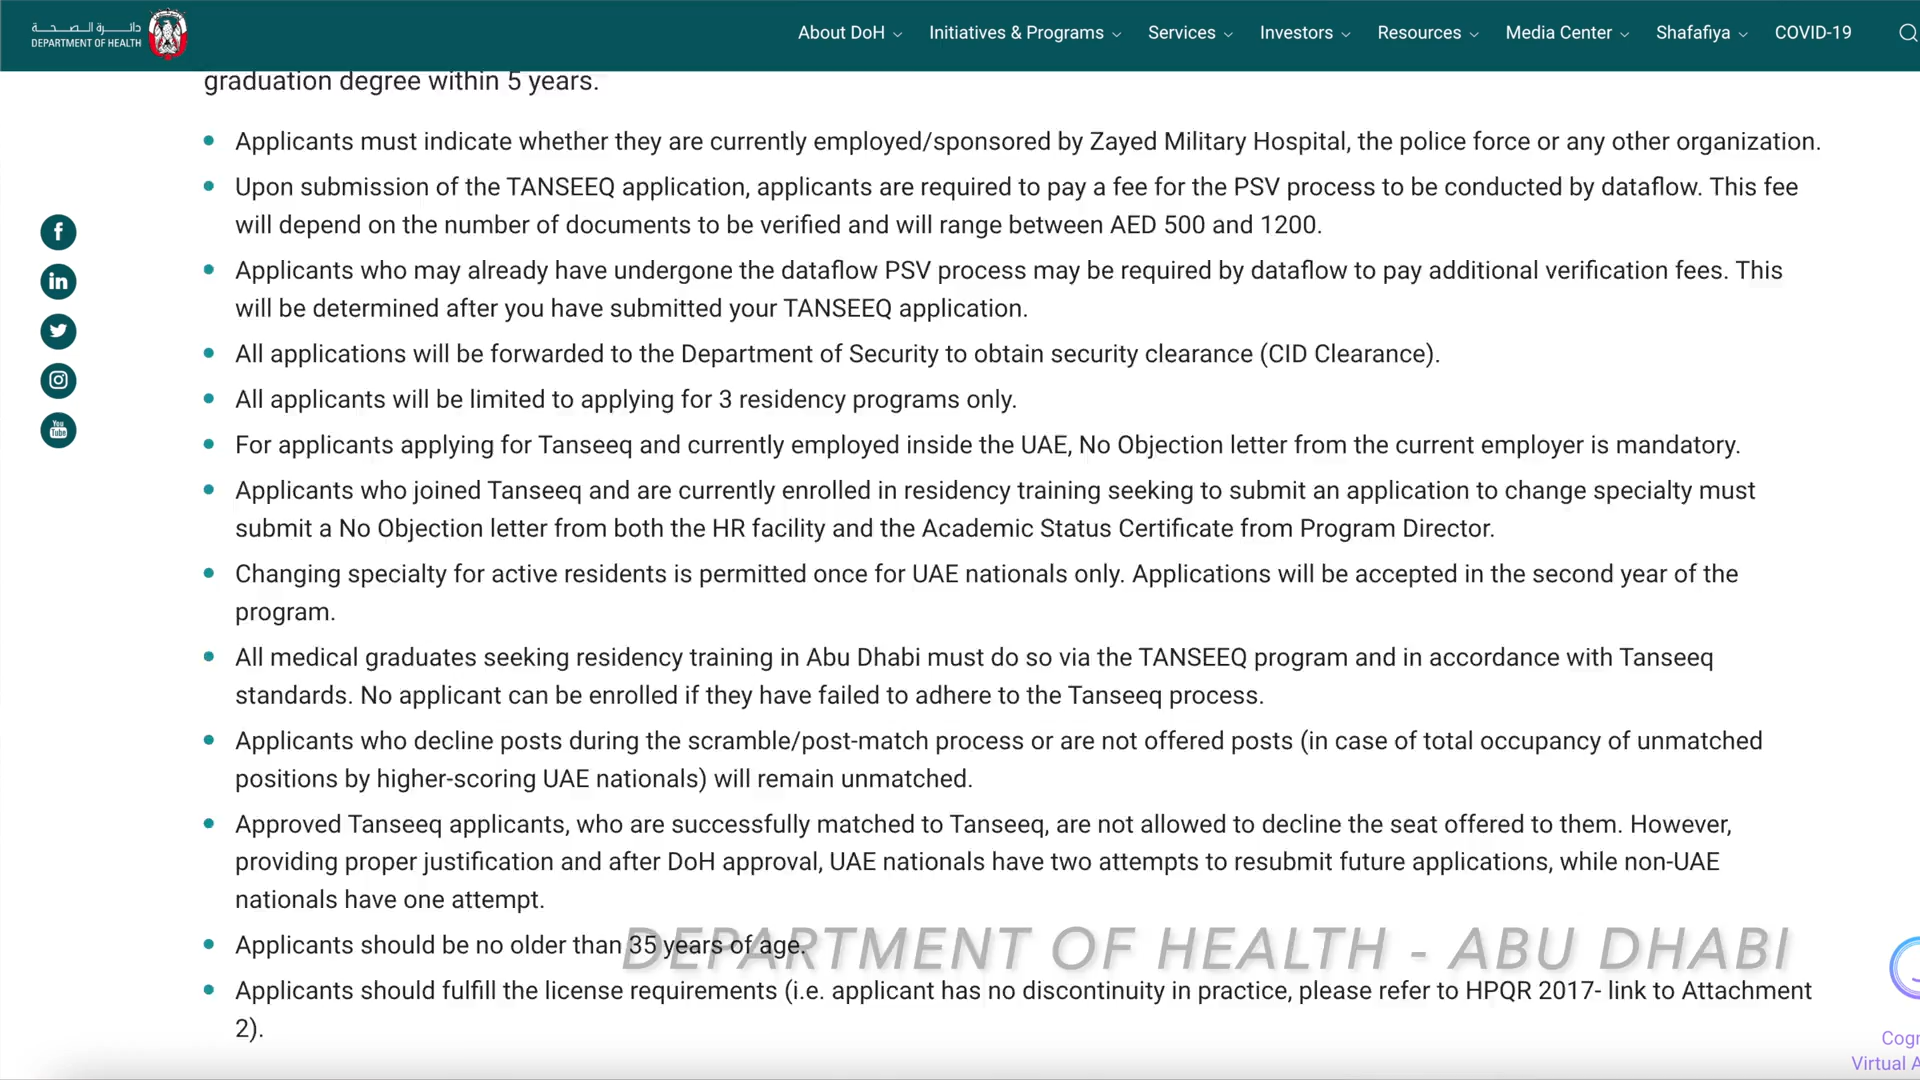 دائرة الصحة
DEPARTMENT OF HEALTH
About DoH
Initiatives & Programs
Services
Investors
Resources
Media Center
Shafafiya
COVID-19
graduation degree within 5 years.
Applicants must indicate whether they are currently employed/sponsored by Zayed Military Hospital, the police force or any other organization.
Upon submission of the TANSEEQ application, applicants are required to pay a fee for the PSV process to be conducted by dataflow. This fee
will depend on the number of documents to be verified and will range between AED 500 and 1200.
Applicants who may already have undergone the dataflow PSV process may be required by dataflow to pay additional verification fees. This
will be determined after you have submitted your TANSEEQ application.
All applications will be forwarded to the Department of Security to obtain security clearance (CID Clearance).
All applicants will be limited to applying for 3 residency programs only.
For applicants applying for Tanseeq and currently employed inside the UAE, No Objection letter from the current employer is mandatory.
Applicants who joined Tanseeq and are currently enrolled in residency training seeking to submit an application to change specialty must
submit a No Objection letter from both the HR facility and the Academic Status Certificate from Program Director.
Changing specialty for active residents is permitted once for UAE nationals only. Applications will be accepted in the second year of the
program.
All medical graduates seeking residency training in Abu Dhabi must do so via the TANSEEQ program and in accordance with Tanseeq
standards. No applicant can be enrolled if they have failed to adhere to the Tanseeq process.
Applicants who decline posts during the scramble/post-match process or are not offered posts (in case of total occupancy of unmatched
positions by higher-scoring UAE nationals) will remain unmatched.
Approved Tanseeq applicants, who are successfully matched to Tanseeq, are not allowed to decline the seat offered to them. However,
providing proper justification and after DoH approval, UAE nationals have two attempts to resubmit future applications, while non-UAE
nationals have one attempt.
Applicants should be no older than 35 years of age.
DEPARTMENT OF HEALTH - ABU DHABI
Applicants should fulfill the license requirements (i.e. applicant has no discontinuity in practice, please refer to HPQR 2017- link to Attachment
2).
You
Tube
Cogn
Virtual A